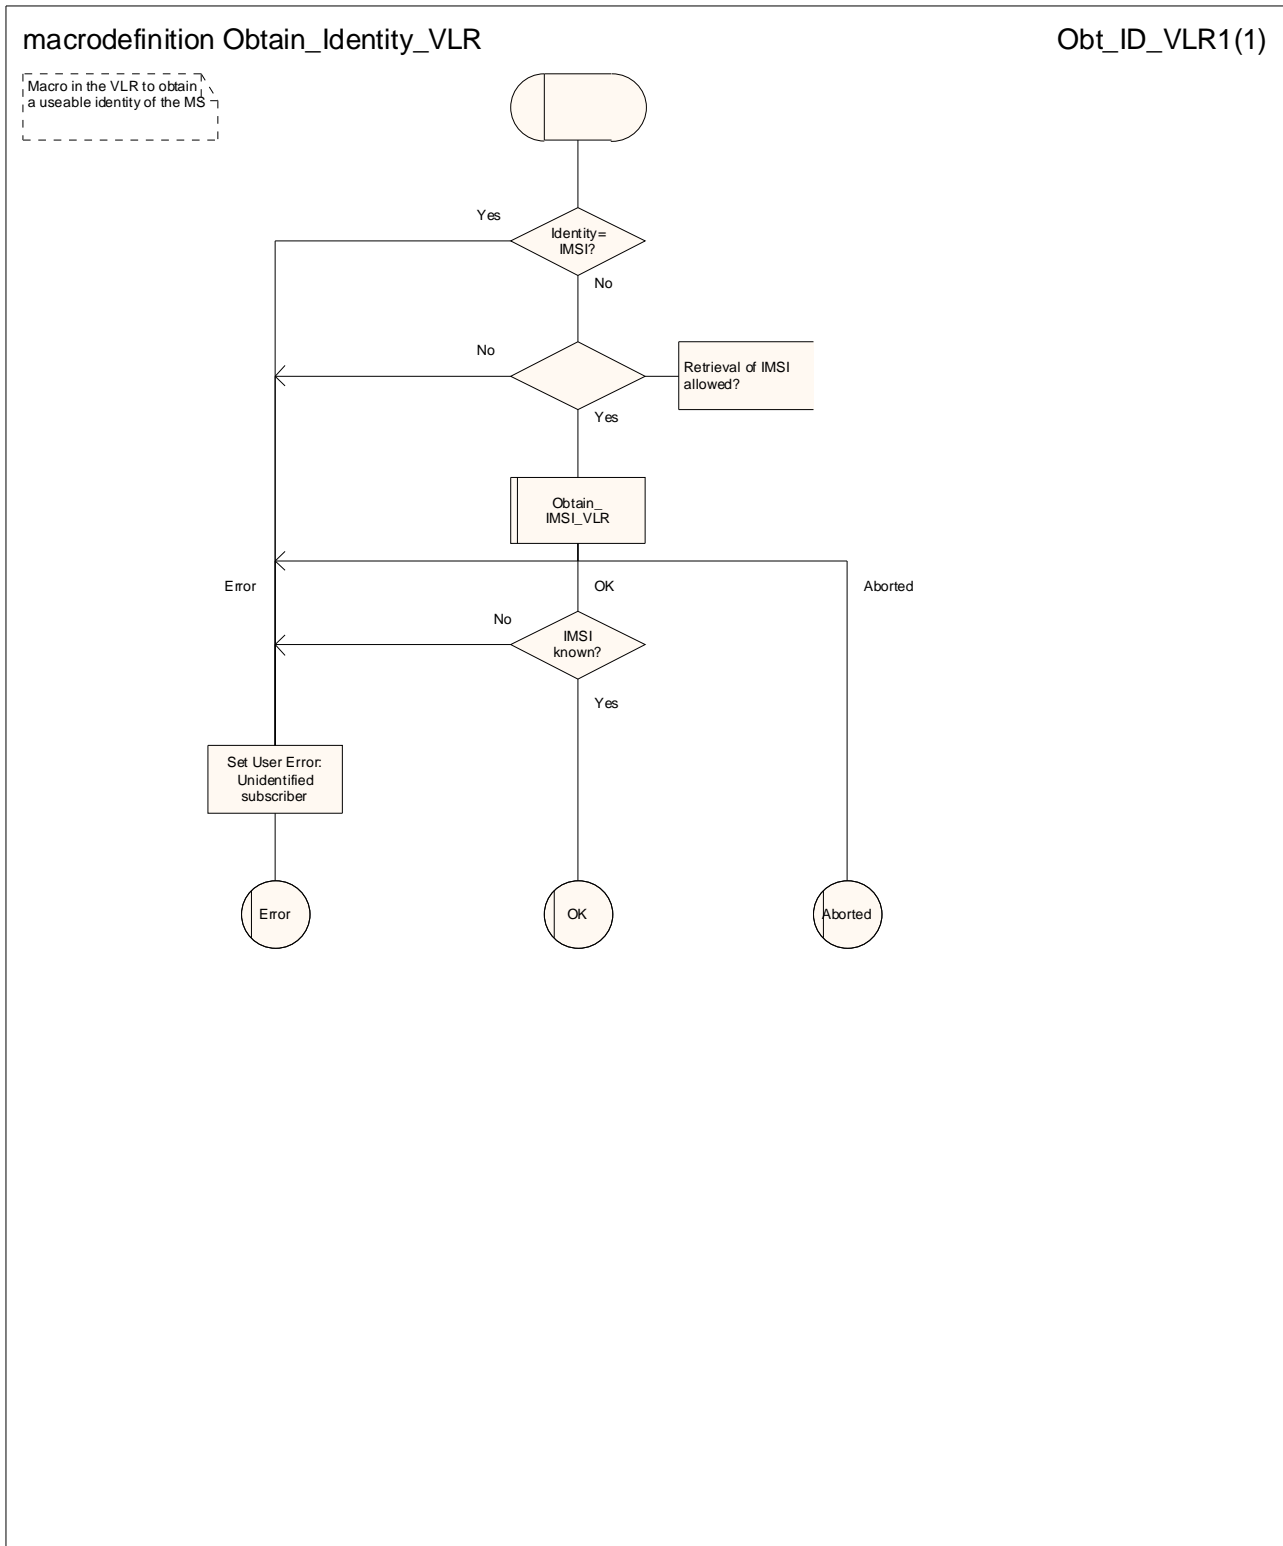 macrodefinition Obtain_Identity_VLR
Obt_ID_VLR1(1)
Macro in the VLR to obtain
a useable identity of the MS
Yes
Identity=
IMSI?
No
No
Retrieval of IMSI
allowed?
Yes
Obtain_
IMSI_VLR
Error
OK
Aborted
No
IMSI
known?
Yes
Set User Error:
Unidentified
subscriber
Error
OK
Aborted